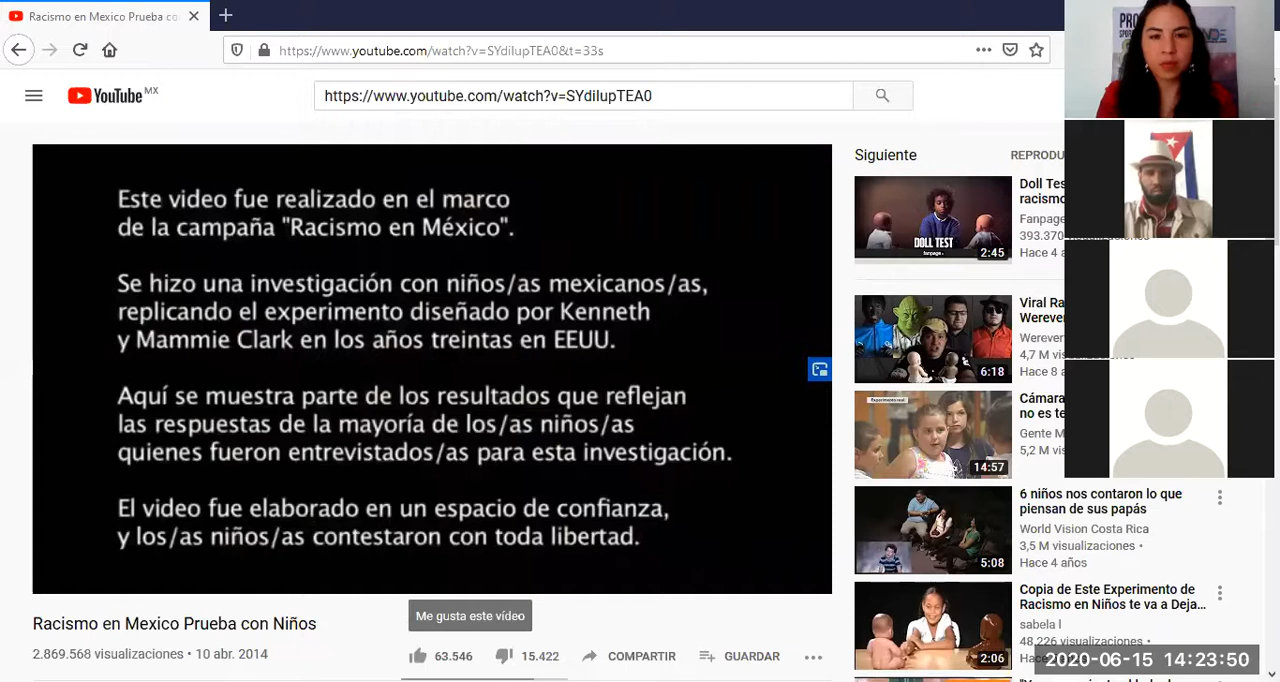 Racismo en Mexico Prueba co
https://www.youtube.com/watch?v=SYdiIupTEA0&t=33s
YouTube MX
https://www.youtube.com/watch?v=SYdiIupTEA0
Este video fue realizado en el marco
de la campaña "Racismo en México".
Se hizo una investigación con niños/as mexicanos/as,
replicando el experimento diseñado por Kenneth
y Mammie Clark en los años treintas en EEUU.
Aquí se muestra parte de los resultados que reflejan
las respuestas de la mayoría de los/as niños/as
quienes fueron entrevistados/as para esta investigación.
El video fue elaborado en un espacio de confianza,
y los/as niños/as contestaron con toda libertad.
Me gusta este vídeo
Racismo en Mexico Prueba con Niños
2.869.568 visualizaciones • 10 abr. 2014
63.546
15.422
COMPARTIR
GUARDAR
Siguiente
REPRODU
DOLL TEST
fanpage
2:45
Doll Tes
racismo
Fanpage
393.370
Hace 4 a
6:18
Viral Ra
Werever
Werever
4,7 M visualizaciones
Hace 8 a
Experimento real:
14:57
Cámara
no es te
Gente M
5,2 M
5:08
6 niños nos contaron lo que
piensan de sus papás
World Vision Costa Rica
3,5 M visualizaciones •
Hace 4 años
2:06
Copia de Este Experimento de
Racismo en Niños te va a Deja...
sabela l
48.226 visualizaciones •
Hace
2020-06-15 14:23:50